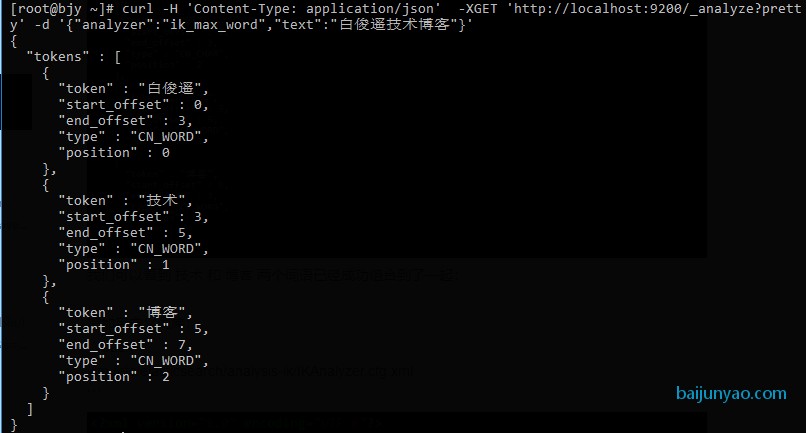 [root@bjy ~]# curl -H 'Content-Type: application/json'  -XGET 'http://localhost:9200/_analyze?prett
y' -d '{"analyzer":"ik_max_word","text":"白俊遥技术博客"}'
{
  "tokens" : [
    {
      "token" : "白俊遥",
      "start_offset" : 0,
      "end_offset" : 3,
      "type" : "CN_WORD",
      "position" : 0
    },
    {
      "token" : "技术",
      "start_offset" : 3,
      "end_offset" : 5,
      "type" : "CN_WORD",
      "position" : 1
    },
    {
      "token" : "博客",
      "start_offset" : 5,
      "end_offset" : 7,
      "type" : "CN_WORD",
      "position" : 2
    }
  ]
}
baijunyao.com